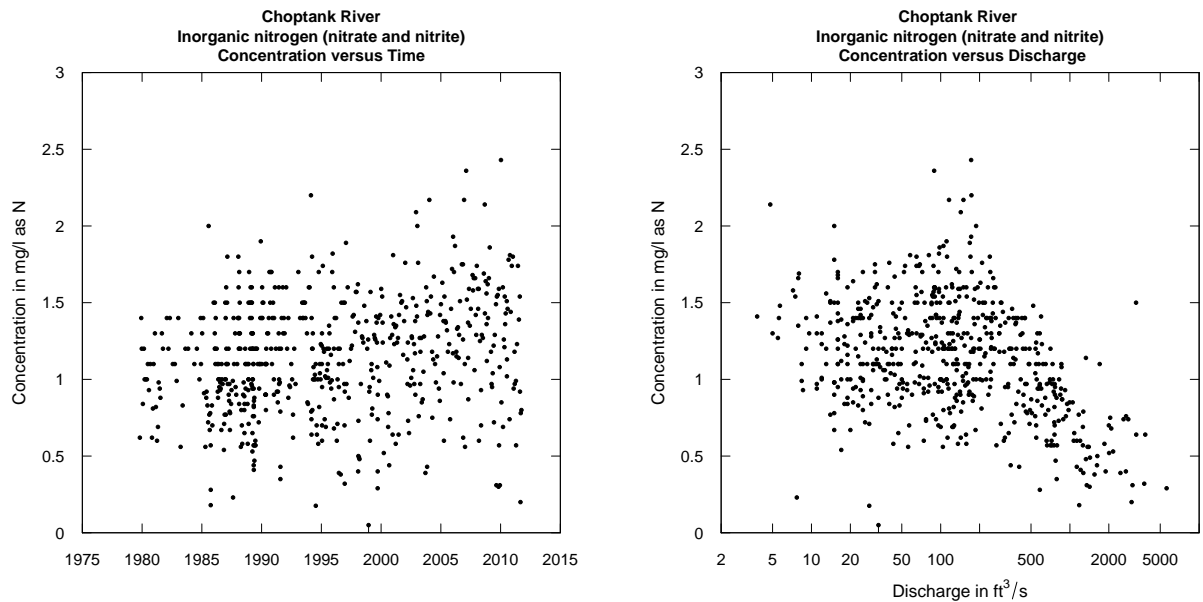 Choptank River
Inorganic nitrogen (nitrate and nitrite)
Concentration versus Time
3
2.5
2
1.5
1
0.5
0
Concentration in mg/l as N
1975 1980 1985 1990 1995 2000 2005 2010 2015
Choptank River
Inorganic nitrogen (nitrate and nitrite)
Concentration versus Discharge
3
2.5
2
1.5
1
0.5
0
Concentration in mg/l as N
2 5 10 20 50 100 500 2000 5000
Discharge in ft³/s